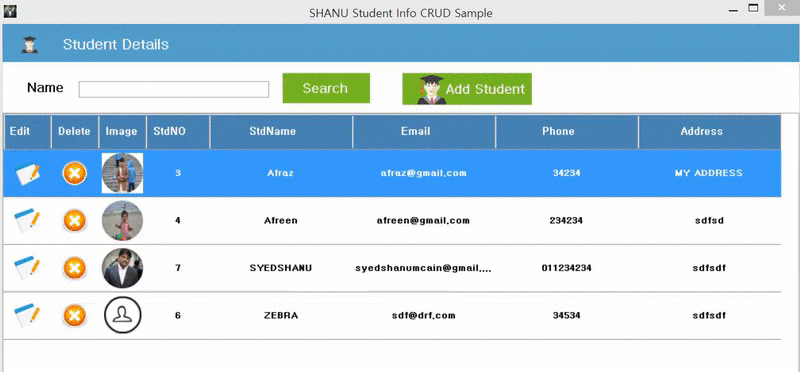 SHANU Student Info CRUD Sample
Student Details
Name Search Add Student
Edit Delete Image StdNO StdName Email Phone Address
3 Afraz afraz@gmail.com 34234 MY ADDRESS
4 Afreen afreen@gmail.com 234234 sdfsd
7 SYEDSHANU syedshanumcain@gmail.... 011234234 sdfsdf
6 ZEBRA sdf@drf.com 34534 sdfsdf